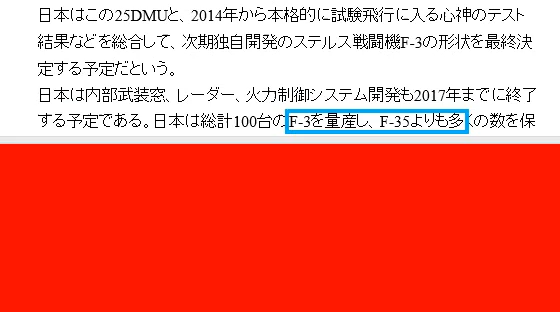 日本はこの25DMUと、2014年から本格的に試験飛行に入る心神のテスト
結果などを総合して、次期独自開発のステルス戦闘機F-3の形状を最終決
定する予定だという。
日本は内部武装窓、レーダー、火力制御システム開発も2017年までに終了
する予定である。日本は総計100台のF-3を量産し、F-35よりも多くの数を保